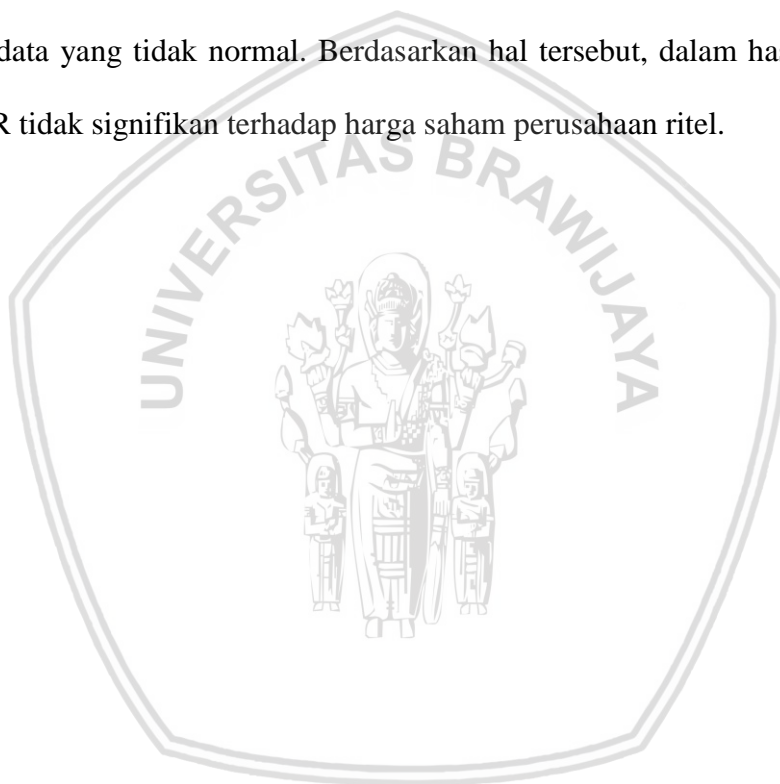 data yang tidak normal. Berdasarkan hal tersebut, dalam ha
R tidak signifikan terhadap harga saham perusahaan ritel.
UNIVERSITAS BRAWIJAYA